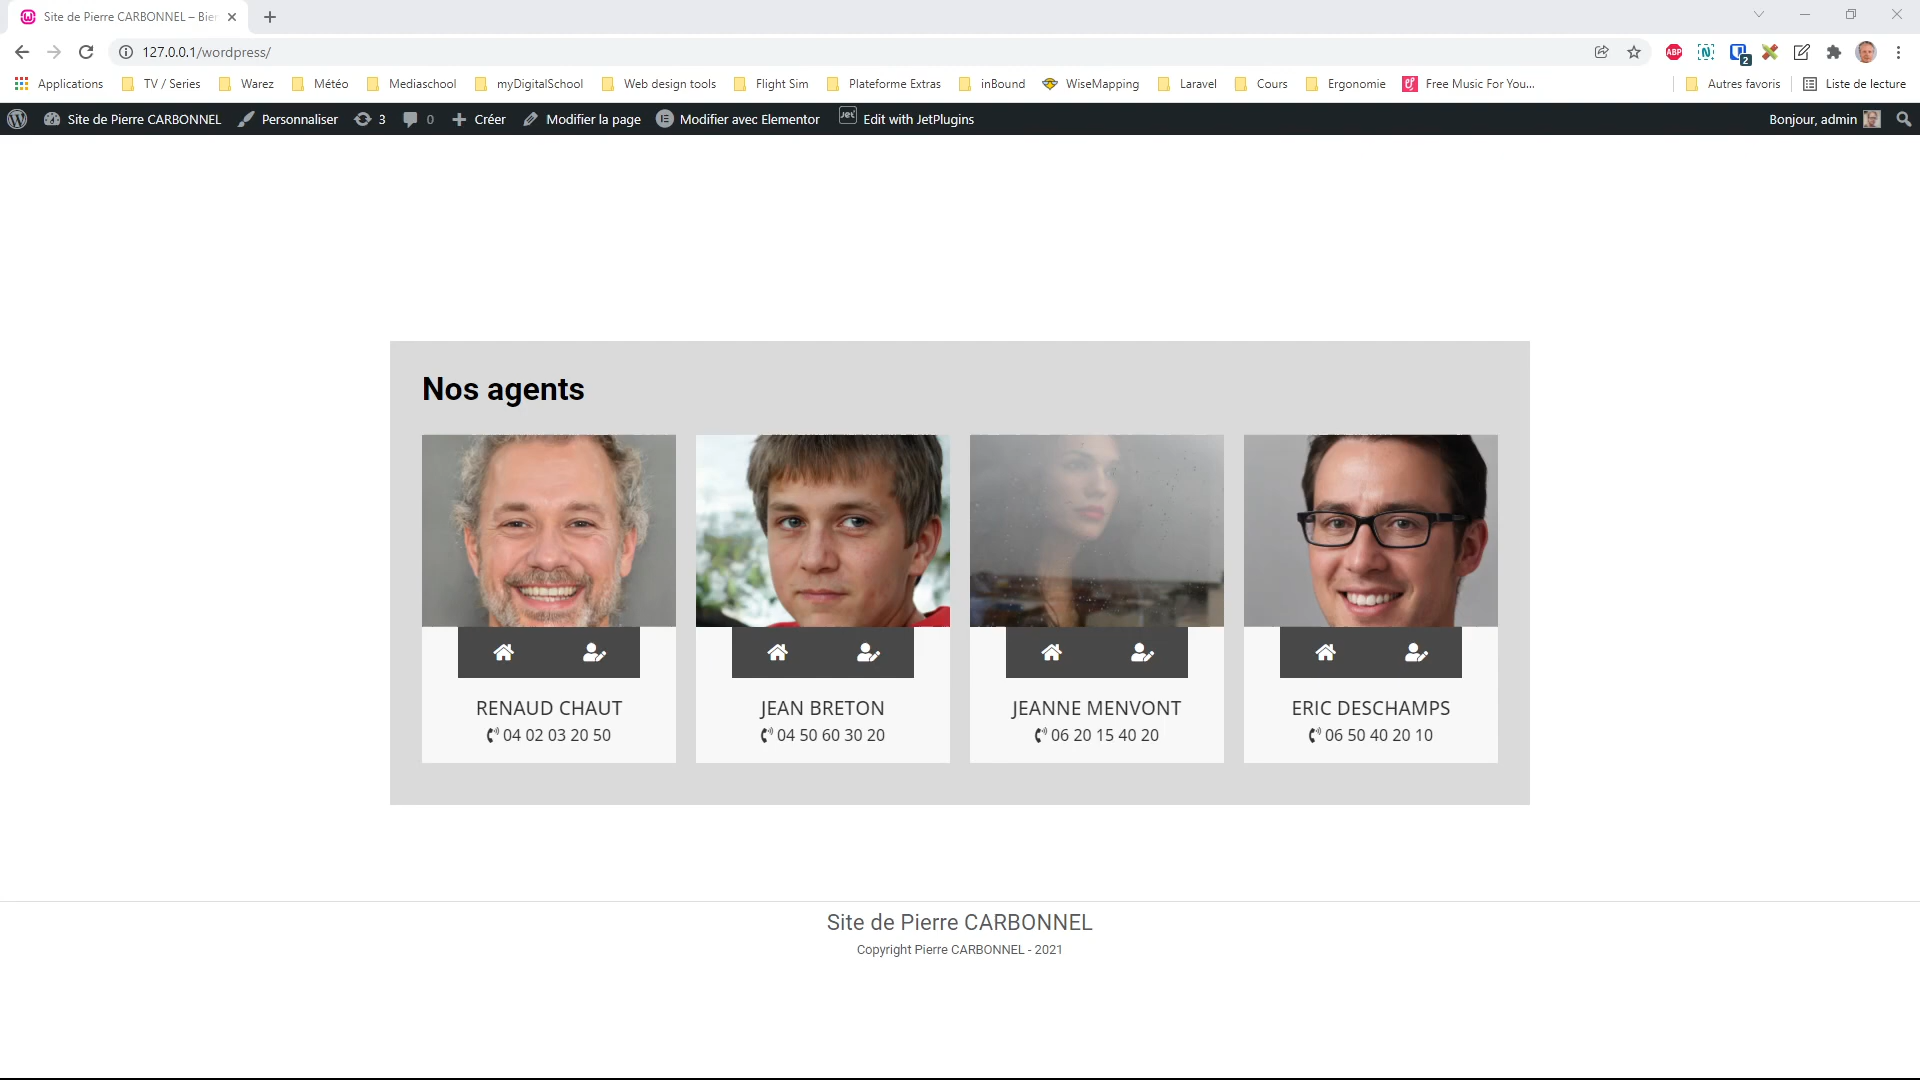 Site de Pierre CARBONNEL – Bien
127.0.0.1/wordpress/
ABP
N
2
Applications TV / Series Warez Météo Mediaschool myDigitalSchool Web design tools Flight Sim Plateforme Extras inBound WiseMapping Laravel Cours Ergonomie Free Music For You... Autres favoris Liste de lecture
Site de Pierre CARBONNEL Personnaliser 3 0 Créer Modifier la page Modifier avec Elementor Jet Edit with JetPlugins Bonjour, admin
Nos agents
RENAUD CHAUT
04 02 03 20 50
JEAN BRETON
04 50 60 30 20
JEANNE MENVONT
06 20 15 40 20
ERIC DESCHAMPS
06 50 40 20 10
Site de Pierre CARBONNEL
Copyright Pierre CARBONNEL - 2021